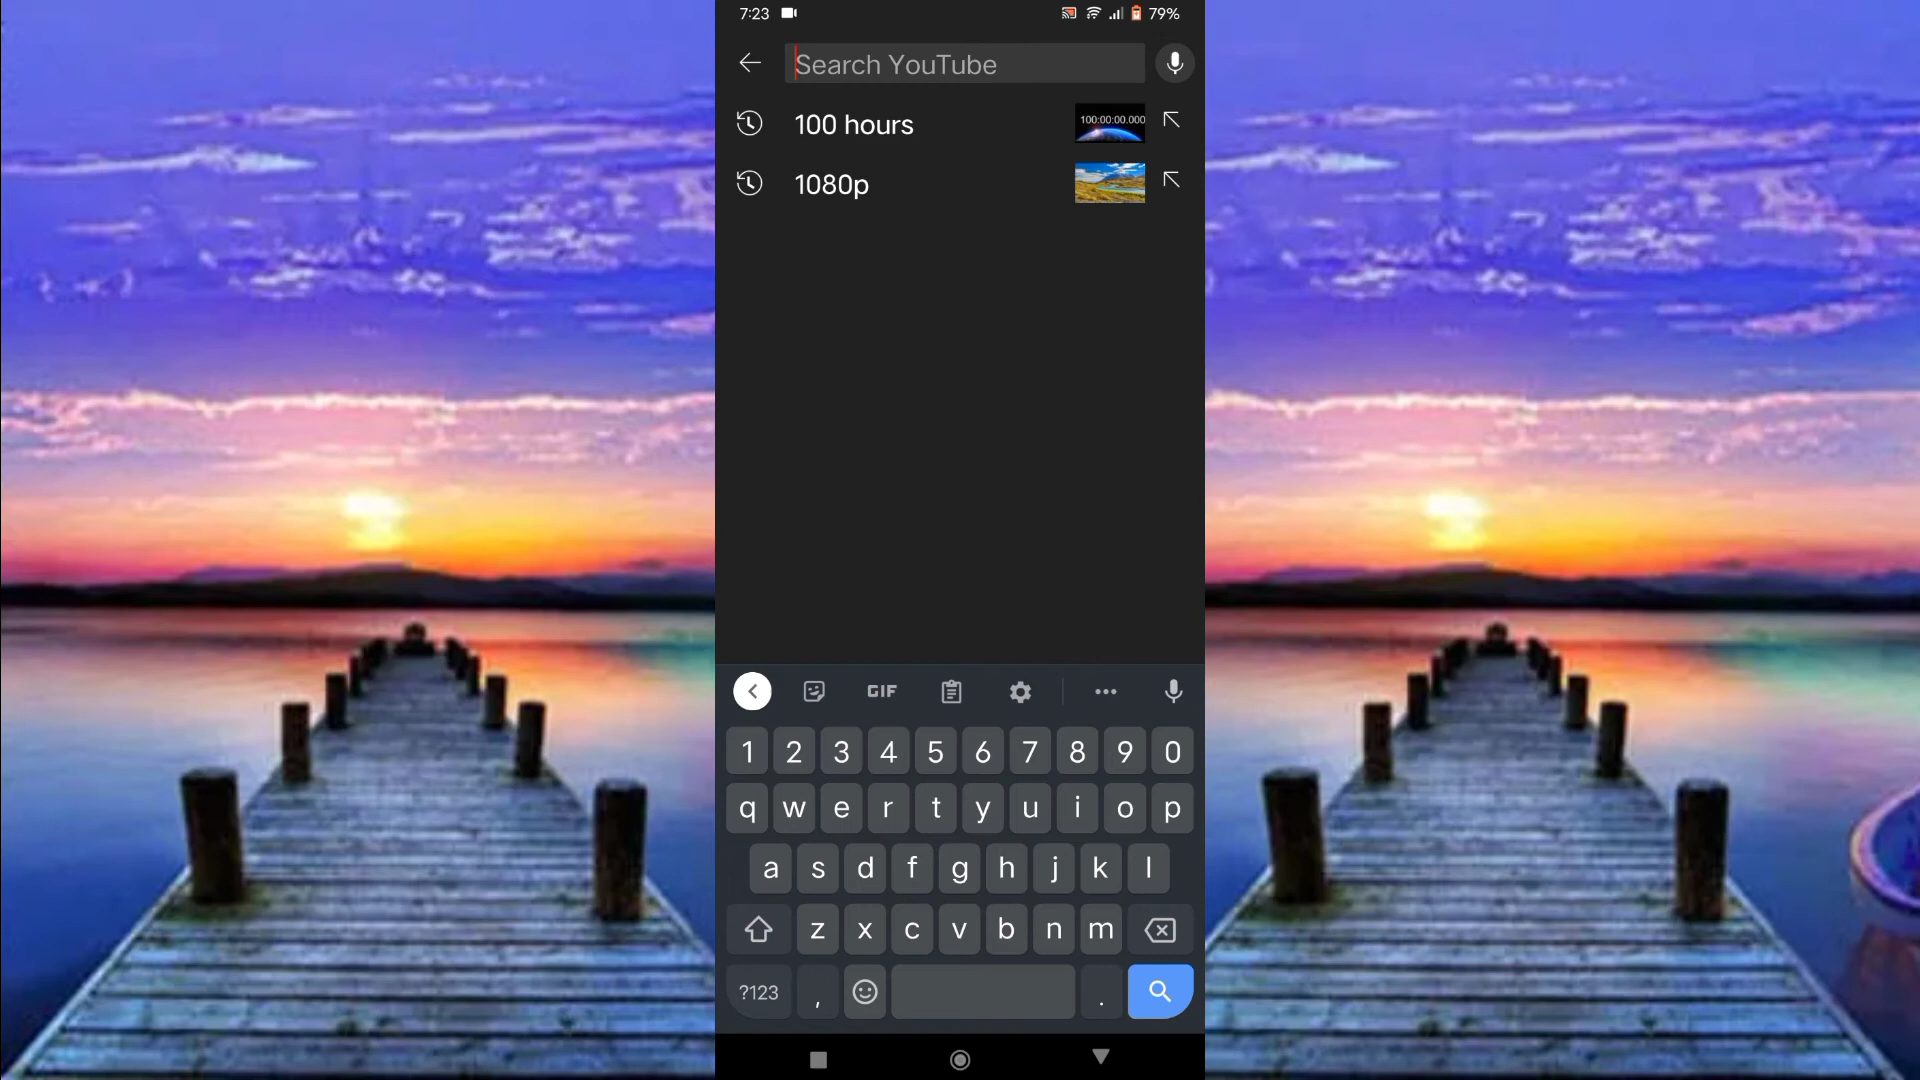 7:23 79%
Search YouTube
100 hours 100:00:00.000
1080p
GIF
1 2 3 4 5 6 7 8 9 0
q w e r t y u i o p
a s d f g h j k l
z x c v b n m
?123 , .